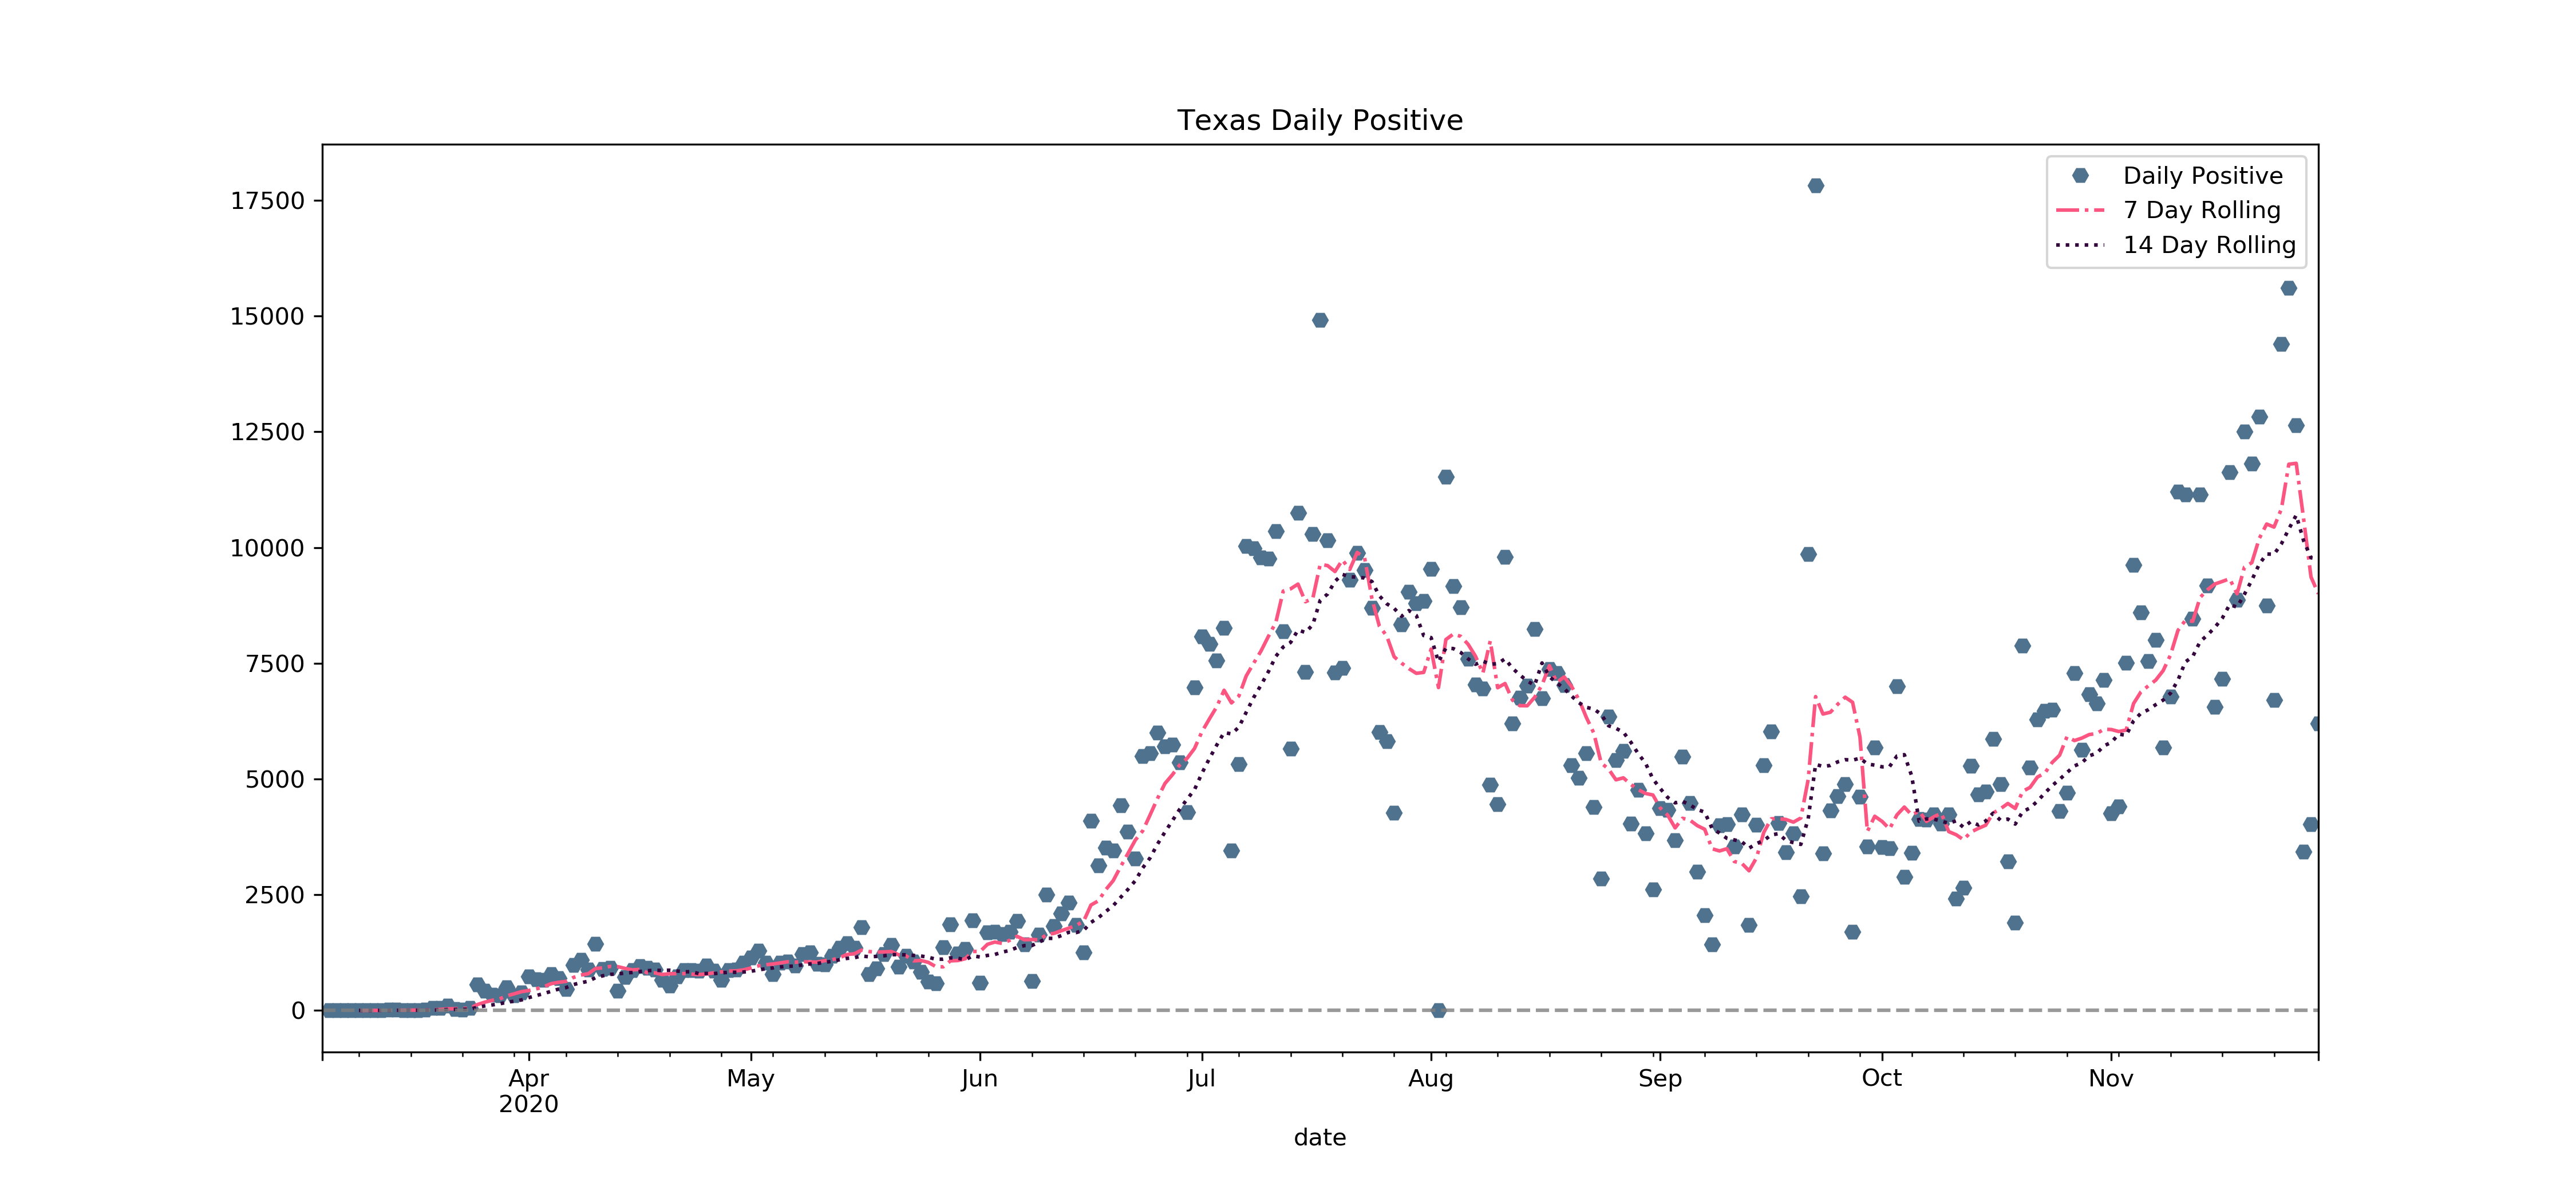 Texas Daily Positive
Daily Positive
7 Day Rolling
14 Day Rolling
17500
15000
12500
10000
7500
5000
2500
0
Apr May Jun Jul Aug Sep Oct Nov
2020
date